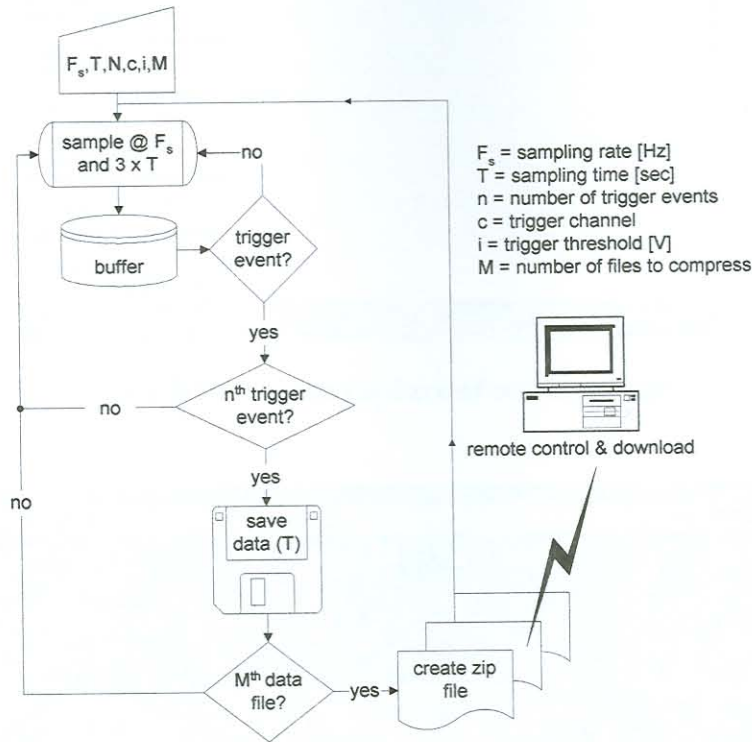 Fs,T,N,c,i,M
sample @ Fs
and 3 x T
no
buffer
trigger
event?
yes
nth trigger
event?
no
yes
no
save
data (T)
Mth data
file?
yes
create zip
file
Fs = sampling rate [Hz]
T = sampling time [sec]
n = number of trigger events
c = trigger channel
i = trigger threshold [V]
M = number of files to compress
remote control & download